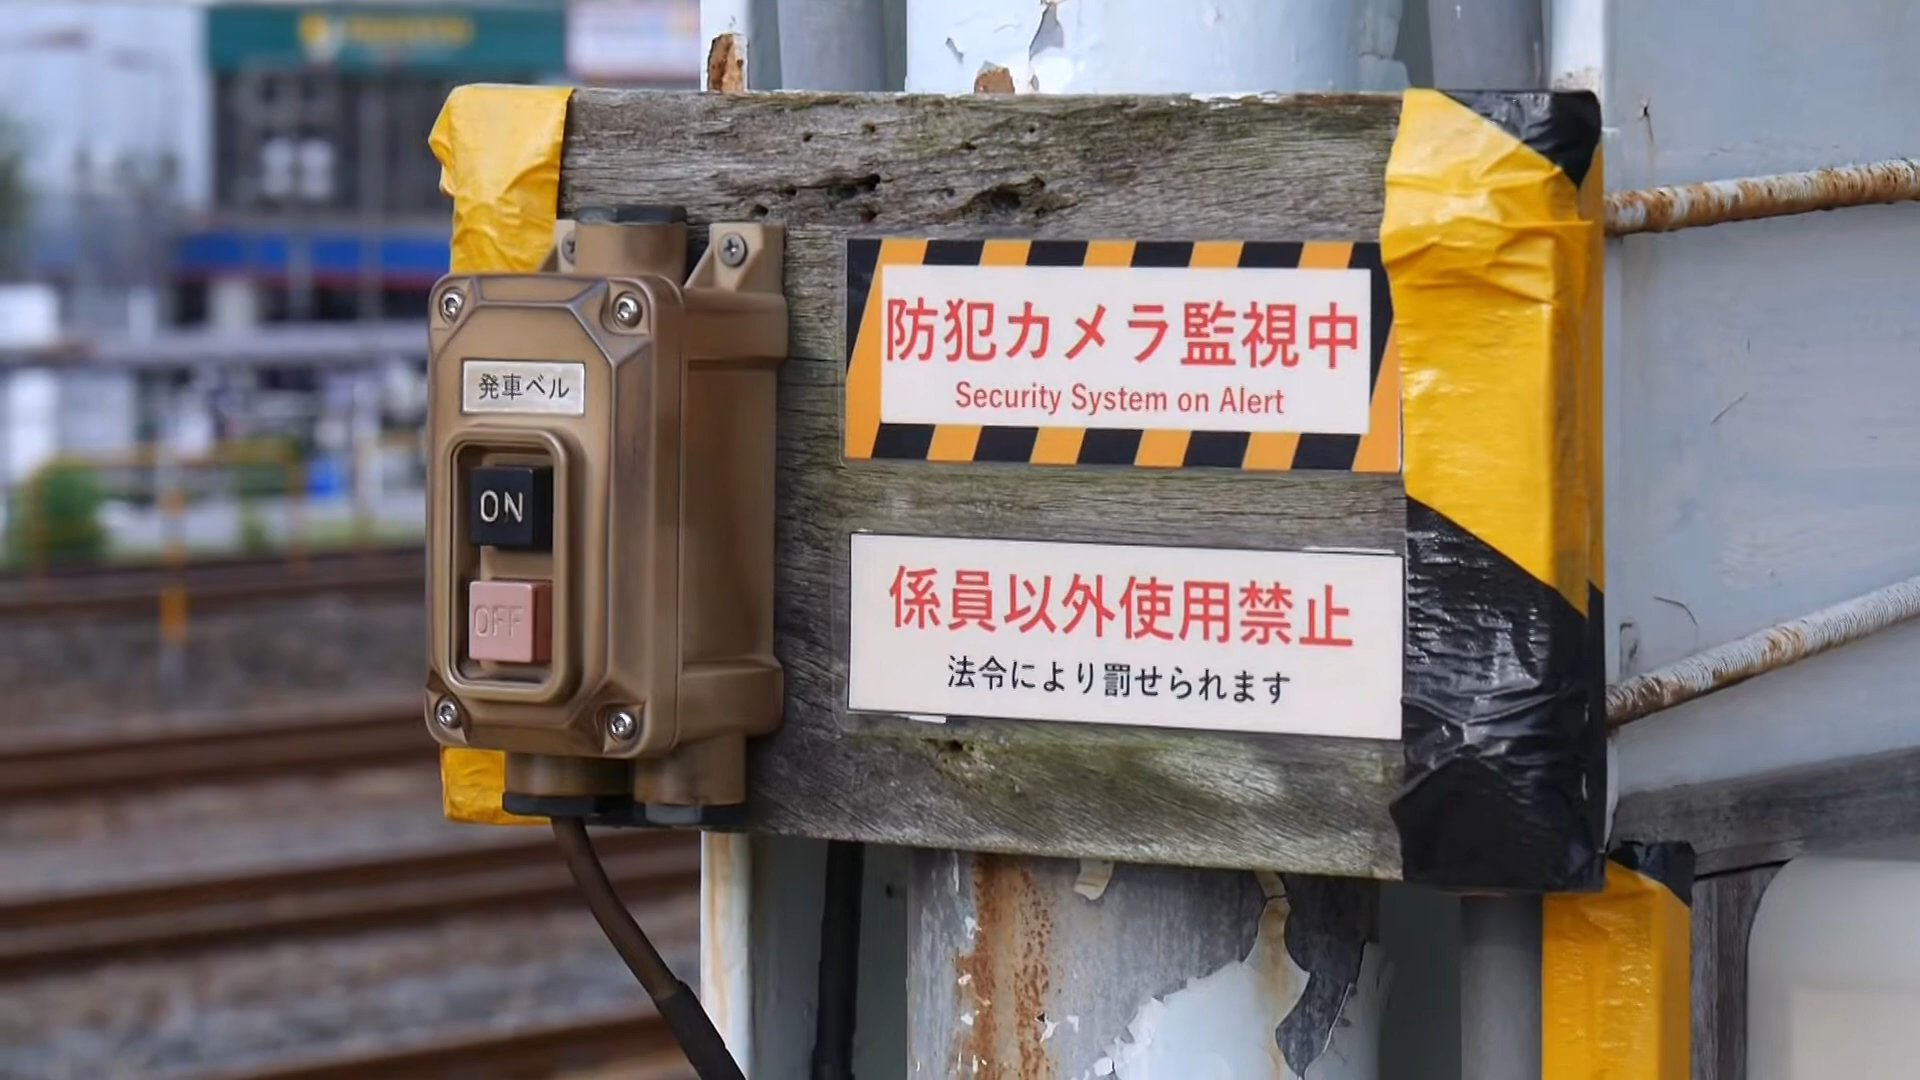 発車ベル
ON
OFF
防犯カメラ監視中
Security System on Alert
係員以外使用禁止
法令により罰せられます